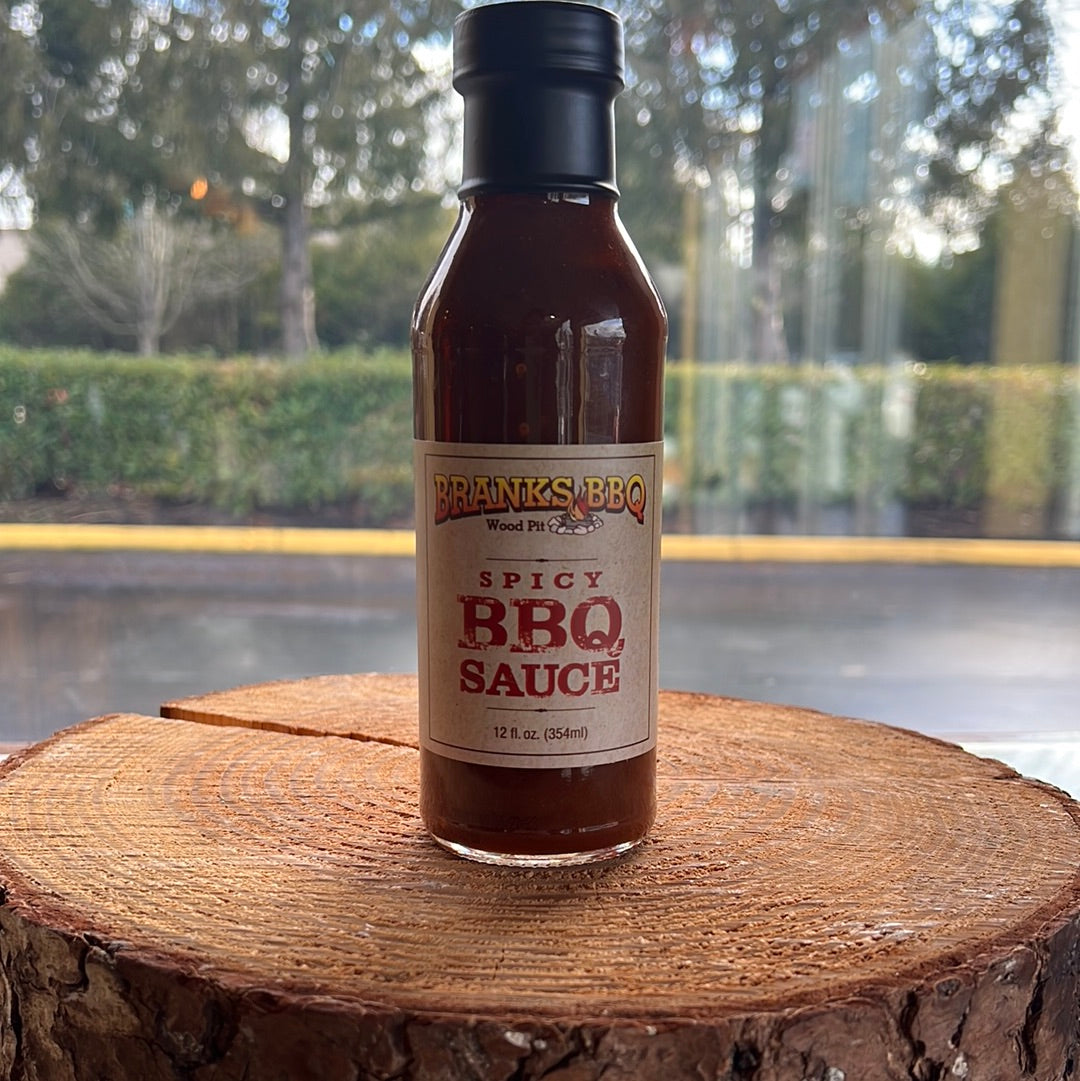 BRANKS BBQ
Wood Pit
SPICY
BBQ
SAUCE
12 fl. oz. (354ml)